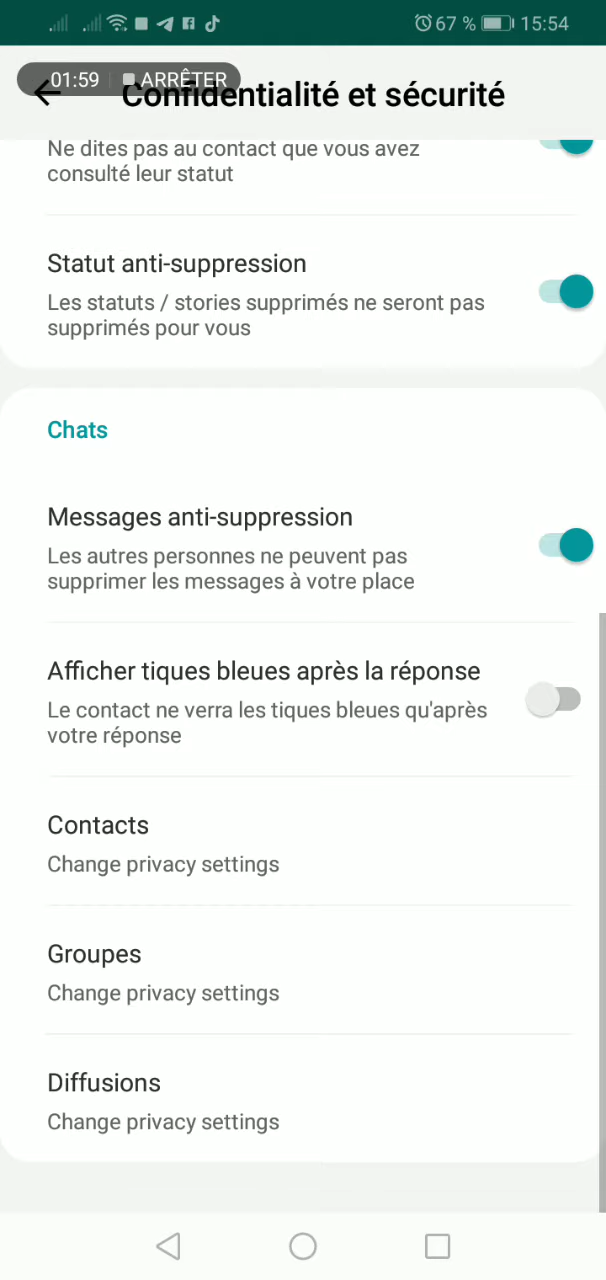 67 % 15:54
01:59 ARRÊTER
Confidentialité et sécurité
Ne dites pas au contact que vous avez
consulté leur statut
Statut anti-suppression
Les statuts / stories supprimés ne seront pas
supprimés pour vous
Chats
Messages anti-suppression
Les autres personnes ne peuvent pas
supprimer les messages à votre place
Afficher tiques bleues après la réponse
Le contact ne verra les tiques bleues qu'après
votre réponse
Contacts
Change privacy settings
Groupes
Change privacy settings
Diffusions
Change privacy settings